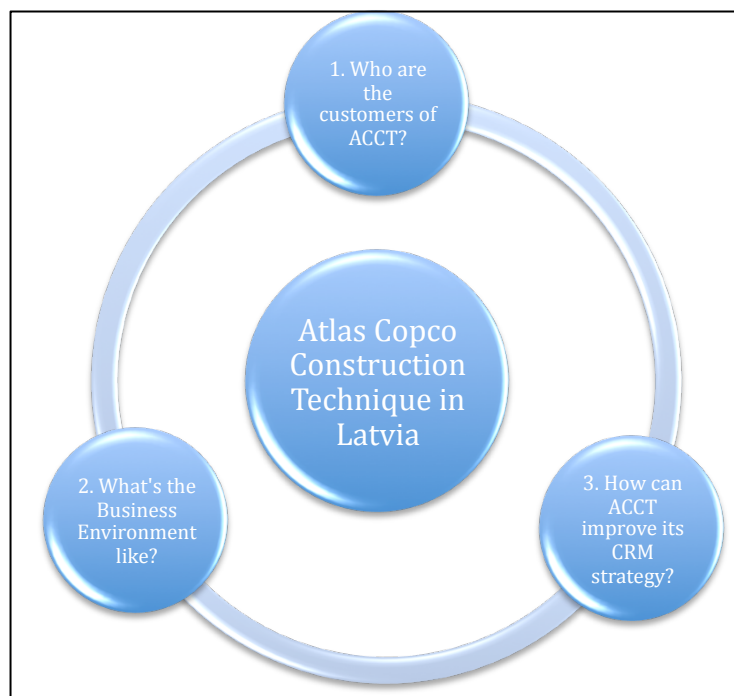 1. Who are
the
customers of
ACCT?
Atlas Copco
Construction
Technique in
Latvia
2. What's the
Business
Environment
like?
3. How can
ACCT
improve its
CRM
strategy?